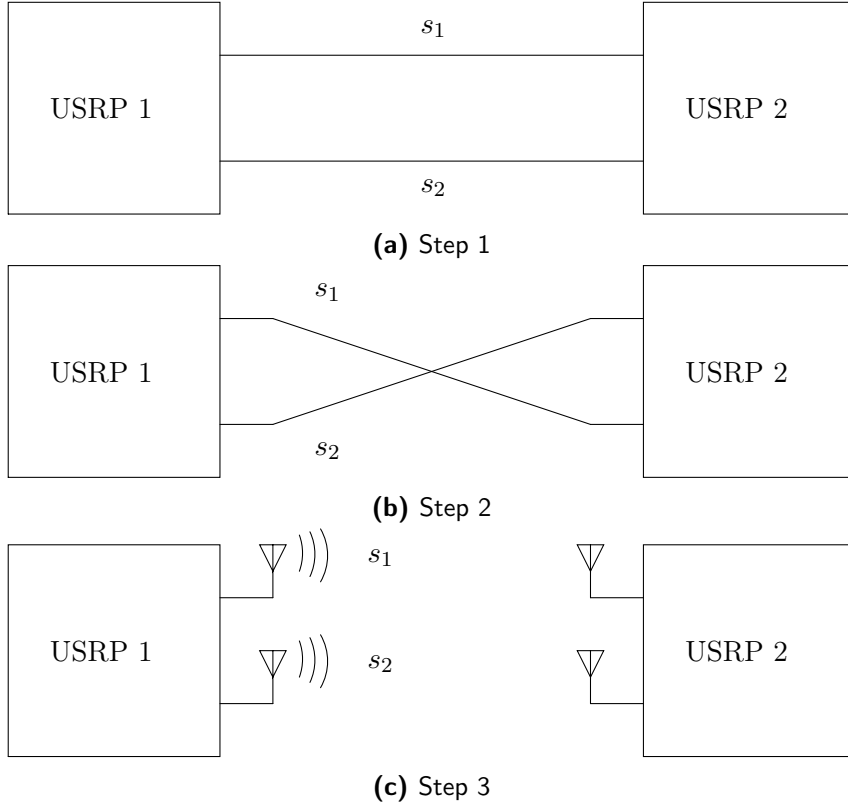 s₁
USRP 1 USRP 2
s₂
(a) Step 1
s₁
USRP 1 USRP 2
s₂
(b) Step 2
s₁
USRP 1 USRP 2
s₂
(c) Step 3